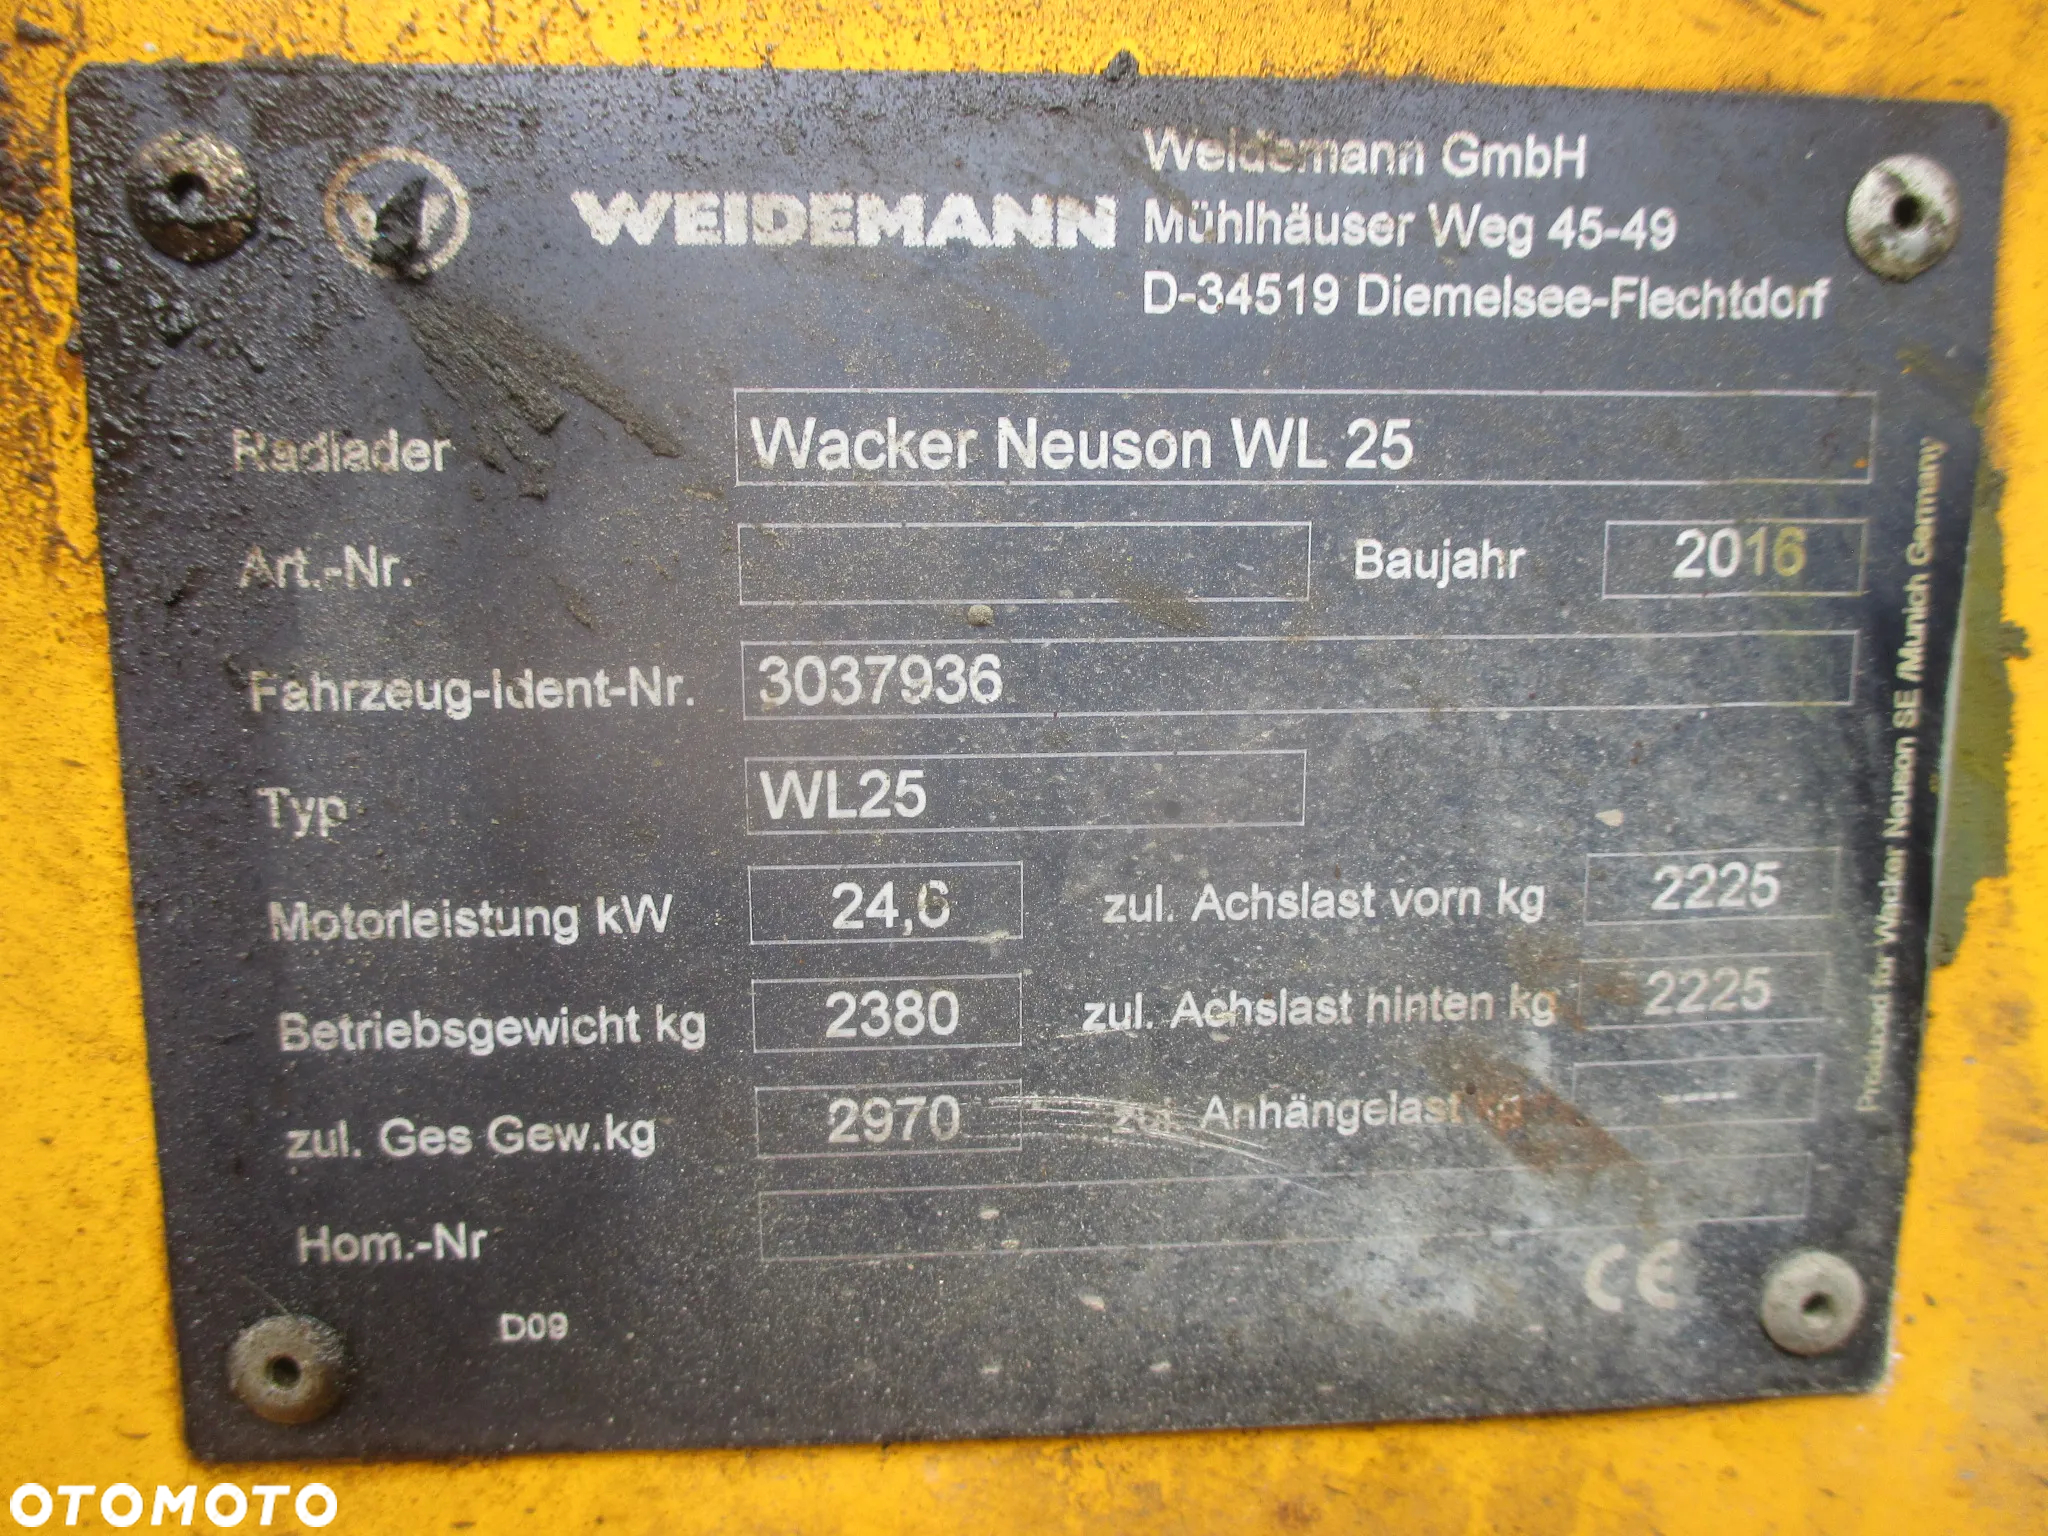 WEIDEMANN
Weidemann GmbH
Mühlhäuser Weg 45-49
D-34519 Diemelsee-Flechtdorf
Radlader Wacker Neuson WL 25
Art.-Nr. Baujahr 2016
Fahrzeug-Ident-Nr. 3037936
Typ WL25
Motorleistung kW 24,6 zul. Achslast vorn kg 2225
Betriebsgewicht kg 2380 zul. Achslast hinten kg 2225
zul. Ges Gew.kg 2970 zul. Anhängelast kg ----
Hom.-Nr
CE
D09
Produced for Wacker Neuson SE /Munich Germany
OTOMOTO